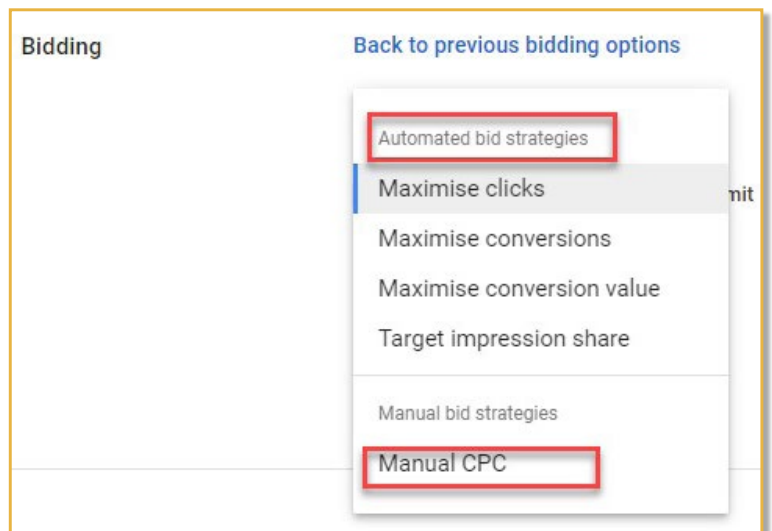 Bidding
Back to previous bidding options
Automated bid strategies
Maximise clicks
mit
Maximise conversions
Maximise conversion value
Target impression share
Manual bid strategies
Manual CPC